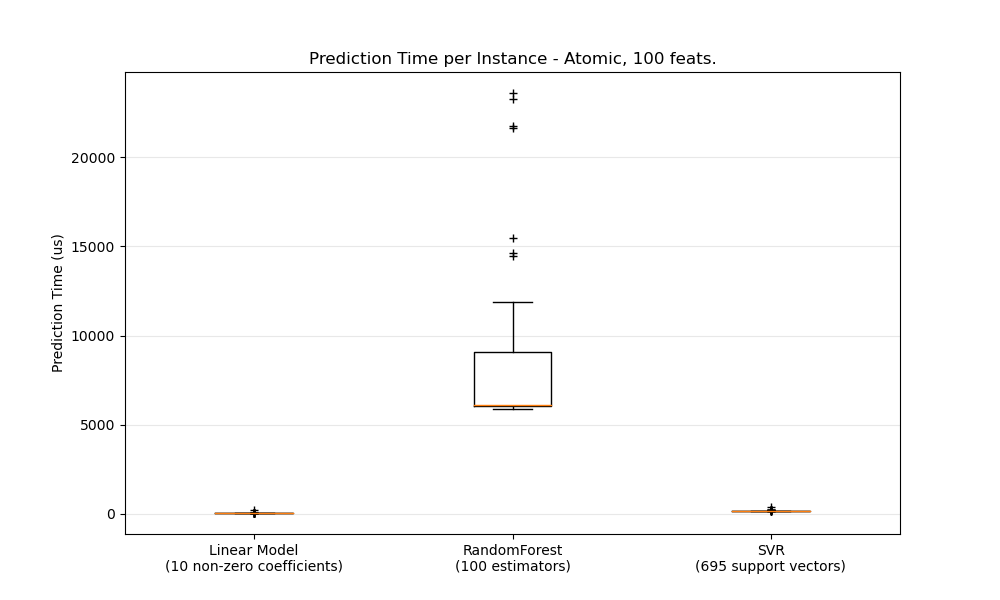 Prediction Time per Instance - Atomic, 100 feats.
Prediction Time (us)
20000
15000
10000
5000
0
Linear Model
(10 non-zero coefficients)
RandomForest
(100 estimators)
SVR
(695 support vectors)